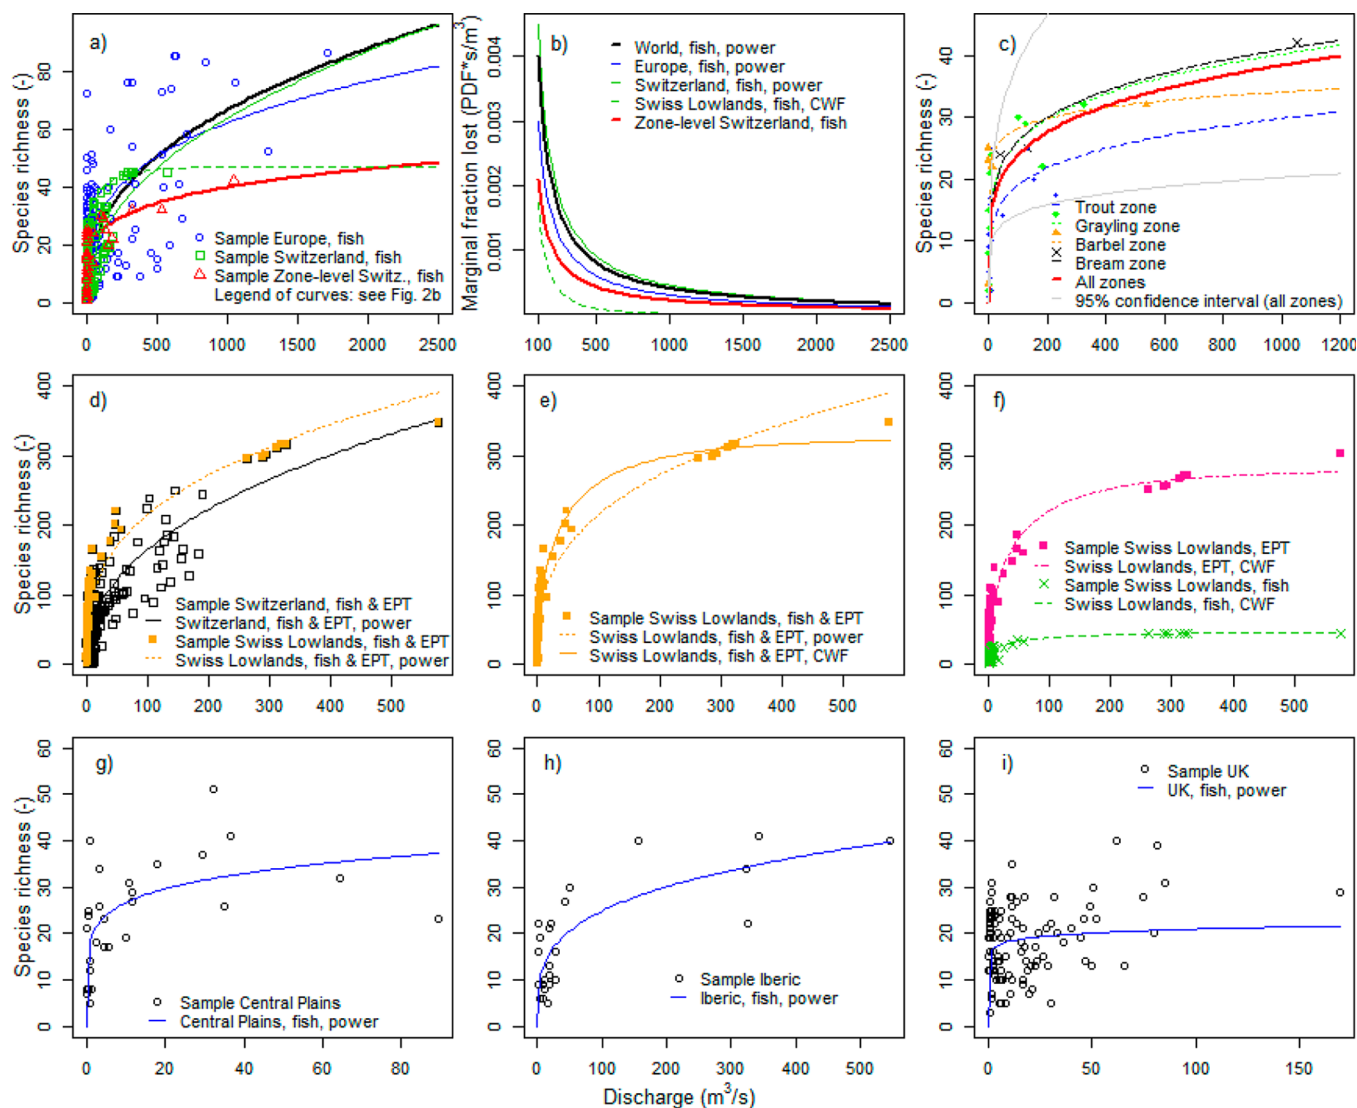 a)
Species richness (-)
0 20 40 60 80
Sample Europe, fish
Sample Switzerland, fish
Sample Zone-level Switz., fish
Legend of curves: see Fig. 2b
0 500 1000 1500 2000 2500
b)
Marginal fraction lost (PDF*s/m³)
0.001 0.002 0.003 0.004
World, fish, power
Europe, fish, power
Switzerland, fish, power
Swiss Lowlands, fish, CWF
Zone-level Switzerland, fish
100 500 1000 1500 2000 2500
c)
Species richness (-)
0 10 20 30 40
Trout zone
Grayling zone
Barbel zone
Bream zone
All zones
95% confidence interval (all zones)
0 200 400 600 800 1000 1200
d)
Species richness (-)
0 100 200 300 400
Sample Switzerland, fish & EPT
Switzerland, fish & EPT, power
Sample Swiss Lowlands, fish & EPT
Swiss Lowlands, fish & EPT, power
0 100 200 300 400 500
e)
0 100 200 300 400
Sample Swiss Lowlands, fish & EPT
Swiss Lowlands, fish & EPT, power
Swiss Lowlands, fish & EPT, CWF
0 100 200 300 400 500
f)
0 100 200 300 400
Sample Swiss Lowlands, EPT
Swiss Lowlands, EPT, CWF
Sample Swiss Lowlands, fish
Swiss Lowlands, fish, CWF
0 100 200 300 400 500
g)
Species richness (-)
0 10 20 30 40 50 60
Sample Central Plains
Central Plains, fish, power
0 20 40 60 80
h)
0 10 20 30 40 50 60
Sample Iberic
Iberic, fish, power
0 100 200 300 400 500
i)
0 10 20 30 40 50 60
Sample UK
UK, fish, power
0 50 100 150
Discharge (m³/s)